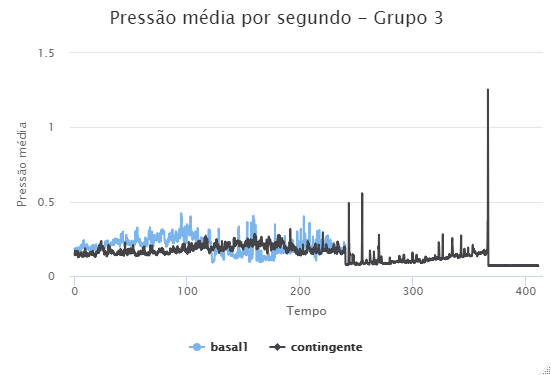 Pressão média por segundo - Grupo 3
1.5
1
0.5
0
Pressão média
0
100
200
300
400
Tempo
basal1
contingente